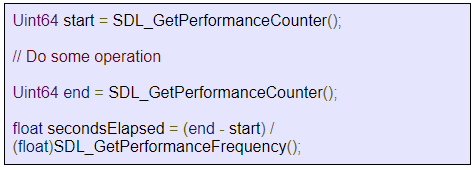 Uint64 start = SDL_GetPerformanceCounter();
// Do some operation
Uint64 end = SDL_GetPerformanceCounter();
float secondsElapsed = (end - start) /
(float)SDL_GetPerformanceFrequency();